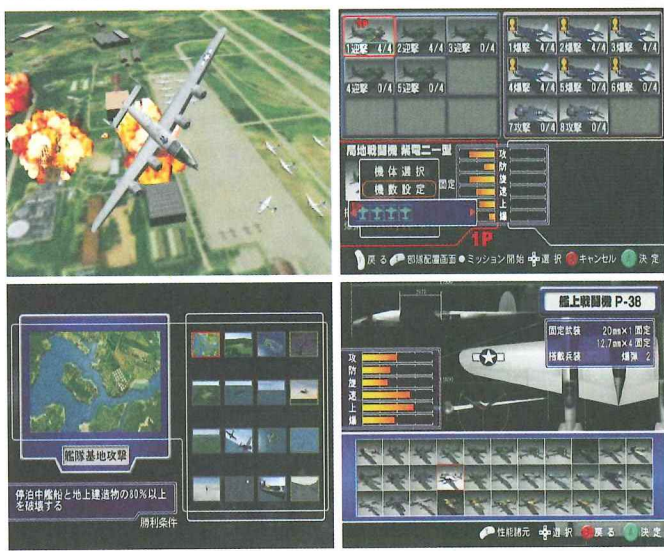 1P
1迎撃 4/4
2迎撃 4/4
3迎撃 0/4
4迎撃 0/4
5迎撃 0/4
1爆撃 4/4
2爆撃 4/4
3爆撃 4/4
4爆撃 4/4
5爆撃 4/4
6爆撃 4/4
7攻撃 0/4
8攻撃 0/4
局地戦闘機 紫電二一型
機体選択
機数設定
固定
攻
防
旋
速
上
爆
1P
戻る 部隊配置画面 ミッション開始 選択 キャンセル 決定
艦隊基地攻撃
停泊中艦船と地上建造物の80%以上
を破壊する
勝利条件
艦上戦闘機 P-38
固定武装 20mm×1 固定
12.7mm×4 固定
搭載兵装 爆弾 2
攻
防
旋
速
上
爆
性能諸元 選択 戻る 決定